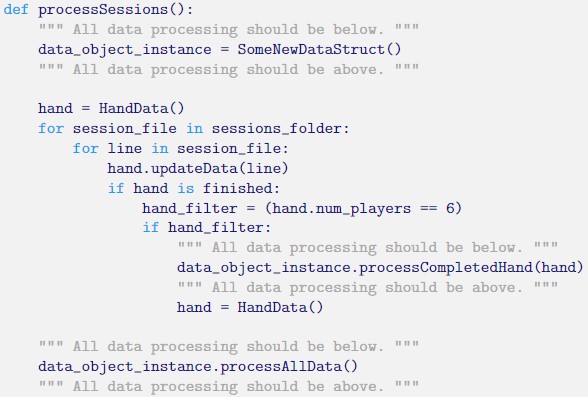 def processSessions():
    """ All data processing should be below. """
    data_object_instance = SomeNewDataStruct()
    """ All data processing should be above. """

    hand = HandData()
    for session_file in sessions_folder:
        for line in session_file:
            hand.updateData(line)
            if hand is finished:
                hand_filter = (hand.num_players == 6)
                if hand_filter:
                    """ All data processing should be below. """
                    data_object_instance.processCompletedHand(hand)
                    """ All data processing should be above. """
                    hand = HandData()

    """ All data processing should be below. """
    data_object_instance.processAllData()
    """ All data processing should be above. """